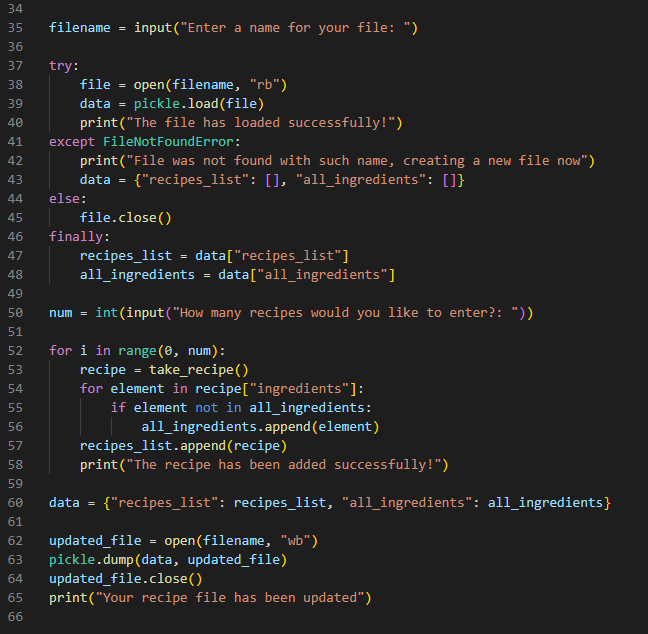 34
35 filename = input("Enter a name for your file: ")
36
37 try:
38     file = open(filename, "rb")
39     data = pickle.load(file)
40     print("The file has loaded successfully!")
41 except FileNotFoundError:
42     print("File was not found with such name, creating a new file now")
43     data = {"recipes_list": [], "all_ingredients": []}
44 else:
45     file.close()
46 finally:
47     recipes_list = data["recipes_list"]
48     all_ingredients = data["all_ingredients"]
49
50 num = int(input("How many recipes would you like to enter?: "))
51
52 for i in range(0, num):
53     recipe = take_recipe()
54     for element in recipe["ingredients"]:
55         if element not in all_ingredients:
56             all_ingredients.append(element)
57     recipes_list.append(recipe)
58     print("The recipe has been added successfully!")
59
60 data = {"recipes_list": recipes_list, "all_ingredients": all_ingredients}
61
62 updated_file = open(filename, "wb")
63 pickle.dump(data, updated_file)
64 updated_file.close()
65 print("Your recipe file has been updated")
66